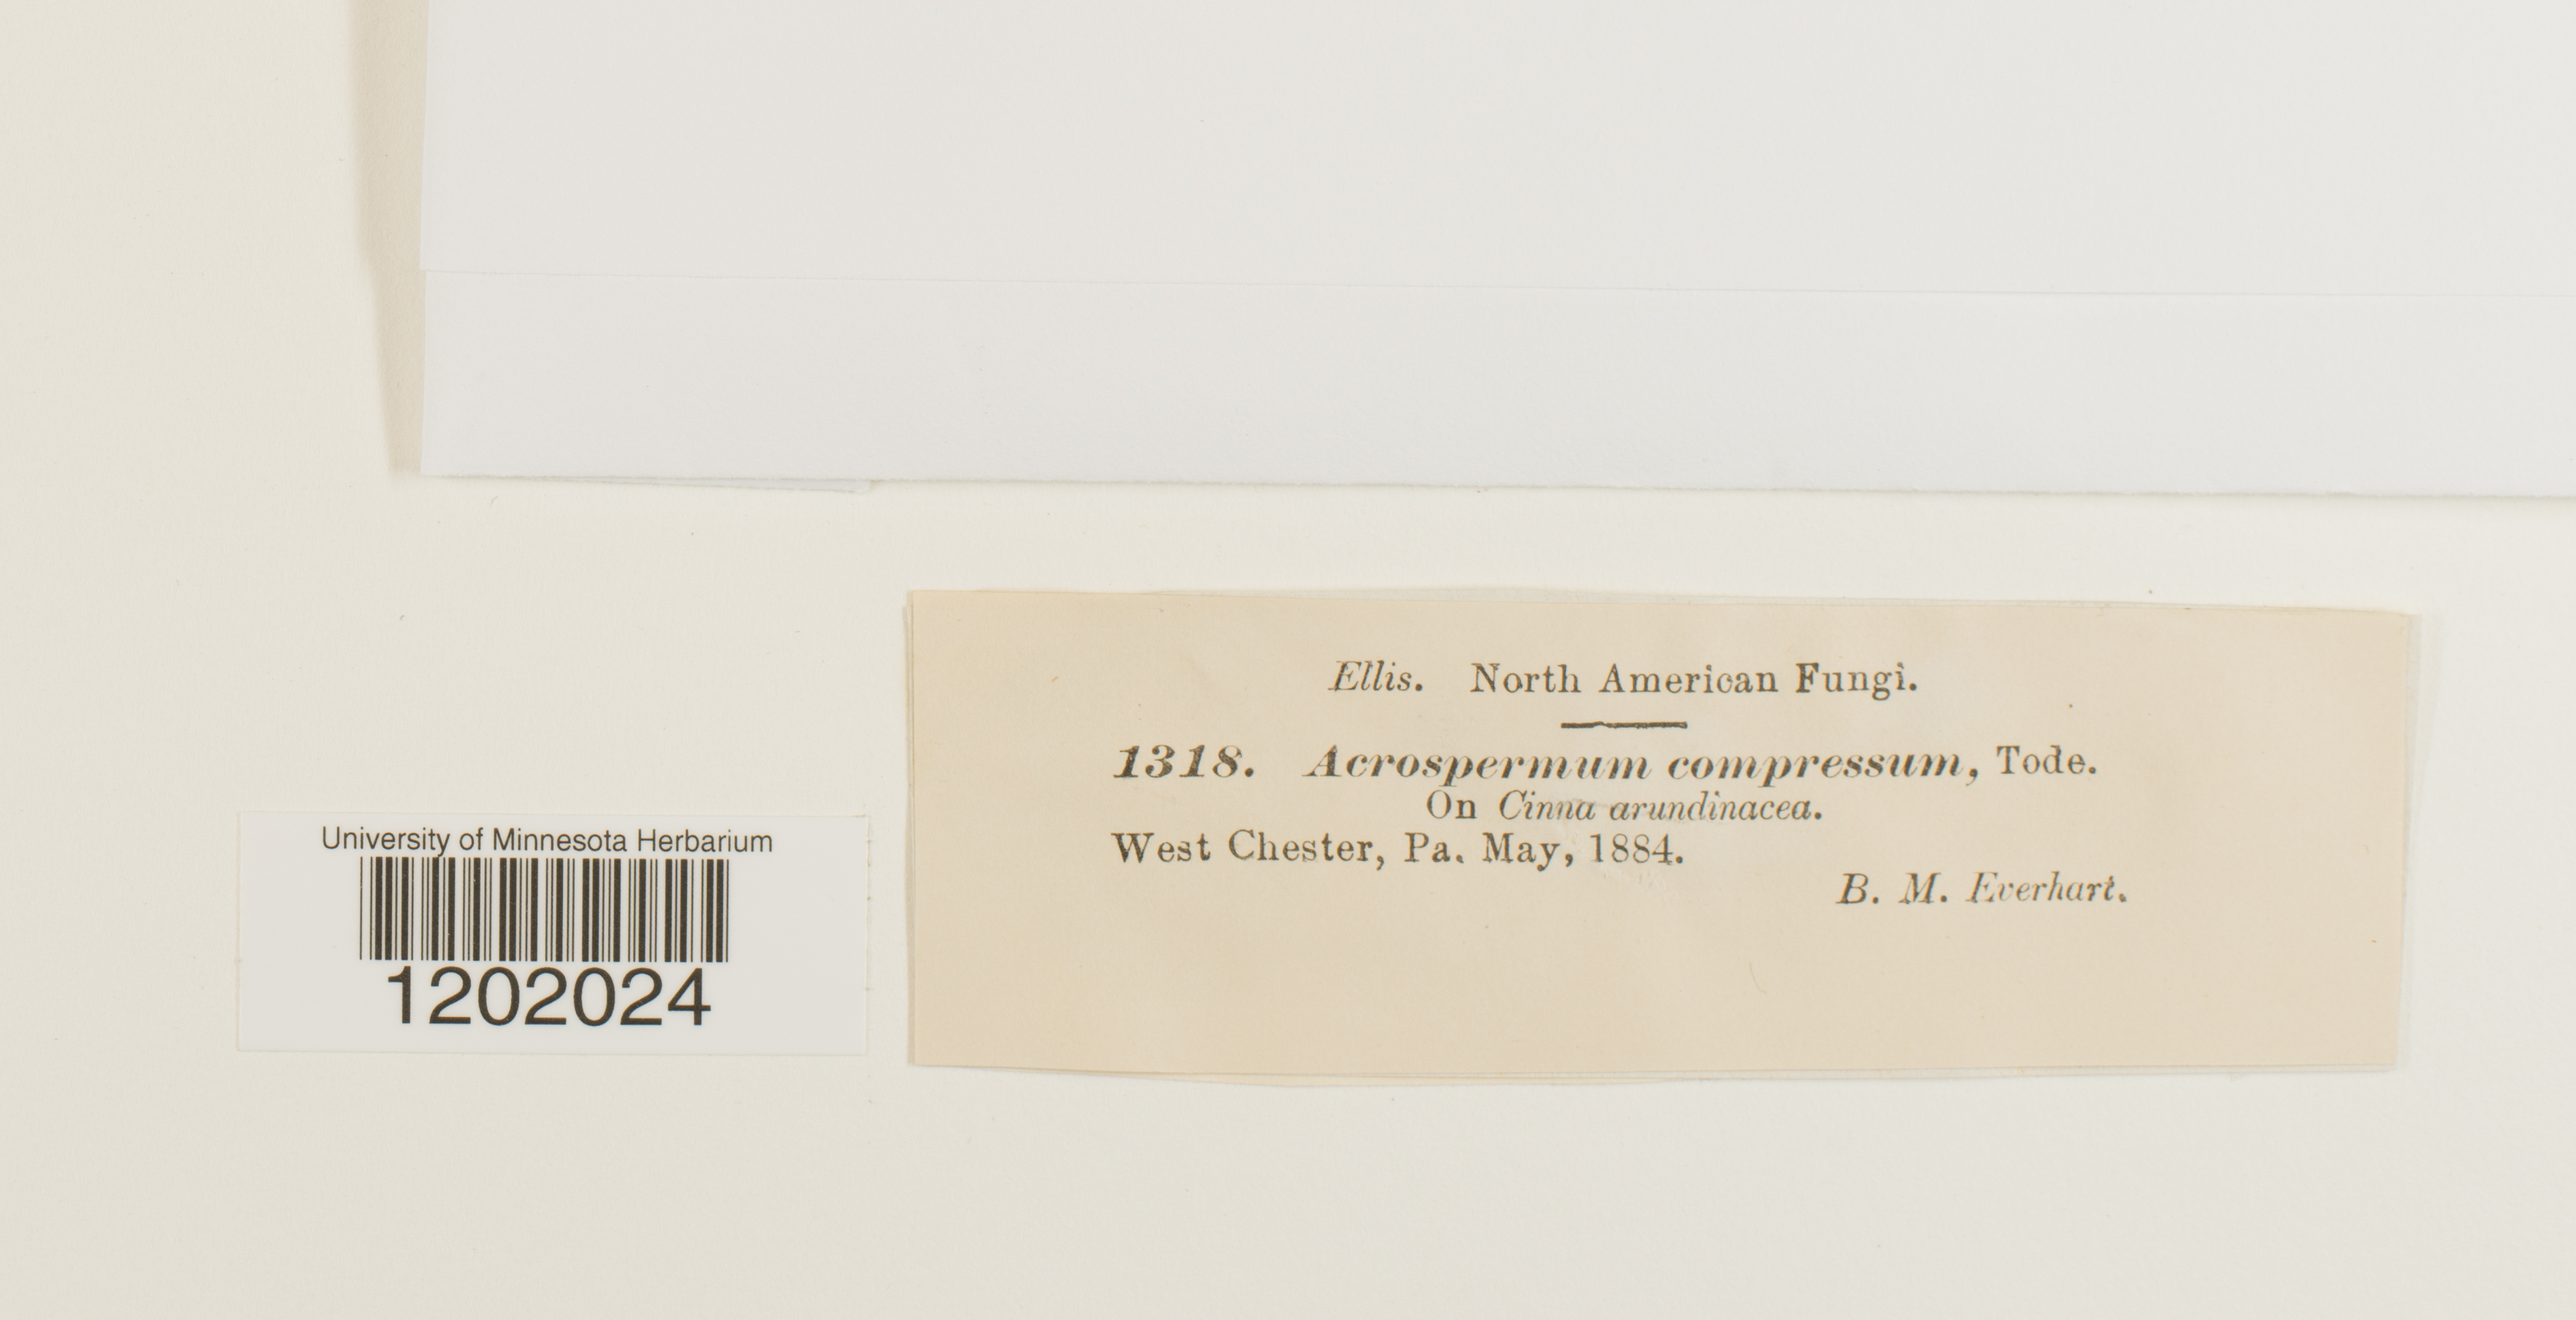 Ellis. North American Fungi.
1318. Acrospermum compressum, Tode.
On Cinna arundinacea.
West Chester, Pa. May, 1884.
B. M. Everhart.
University of Minnesota Herbarium
1202024